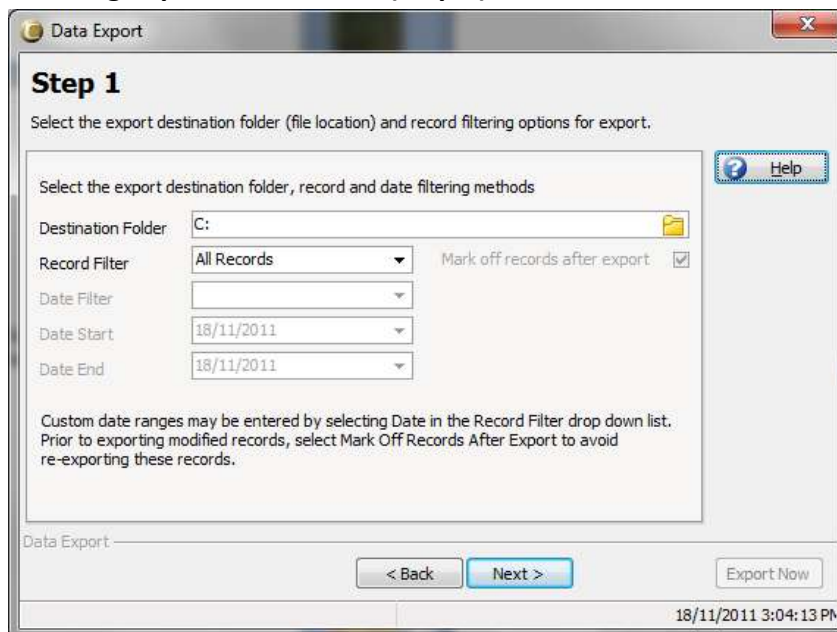 Data Export
Step 1
Select the export destination folder (file location) and record filtering options for export.
Help
Select the export destination folder, record and date filtering methods
Destination Folder C:
Record Filter All Records Mark off records after export
Date Filter
Date Start 18/11/2011
Date End 18/11/2011
Custom date ranges may be entered by selecting Date in the Record Filter drop down list.
Prior to exporting modified records, select Mark Off Records After Export to avoid
re-exporting these records.
Data Export
< Back Next > Export Now
18/11/2011 3:04:13 PM